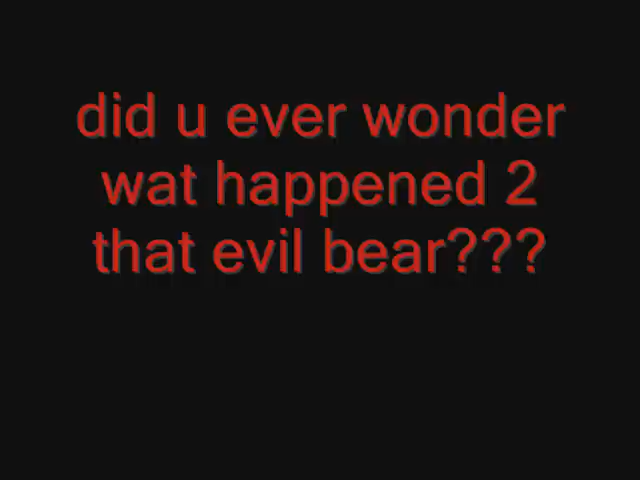 did u ever wonder
wat happened 2
that evil bear???